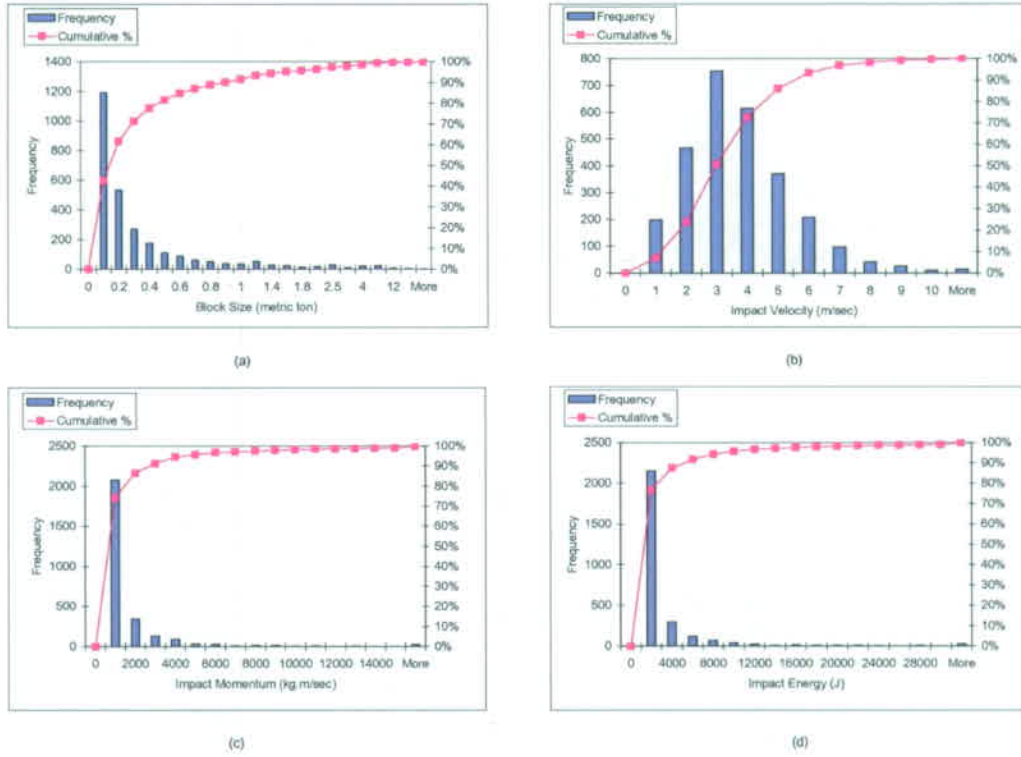 Frequency
Cumulative %
1400 1200 1000 800 600 400 200 0
Frequency
100% 90% 80% 70% 60% 50% 40% 30% 20% 10% 0%
0 0.2 0.4 0.6 0.8 1 1.4 1.8 2.5 4 12 More
Block Size (metric ton)
(a)
Frequency
Cumulative %
800 700 600 500 400 300 200 100 0
Frequency
100% 90% 80% 70% 60% 50% 40% 30% 20% 10% 0%
0 1 2 3 4 5 6 7 8 9 10 More
Impact Velocity (m/sec)
(b)
Frequency
Cumulative %
2500 2000 1500 1000 500 0
Frequency
100% 90% 80% 70% 60% 50% 40% 30% 20% 10% 0%
0 2000 4000 6000 8000 10000 12000 14000 More
Impact Momentum (kg.m/sec)
(c)
Frequency
Cumulative %
2500 2000 1500 1000 500 0
Frequency
100% 90% 80% 70% 60% 50% 40% 30% 20% 10% 0%
0 4000 8000 12000 16000 20000 24000 28000 More
Impact Energy (J)
(d)